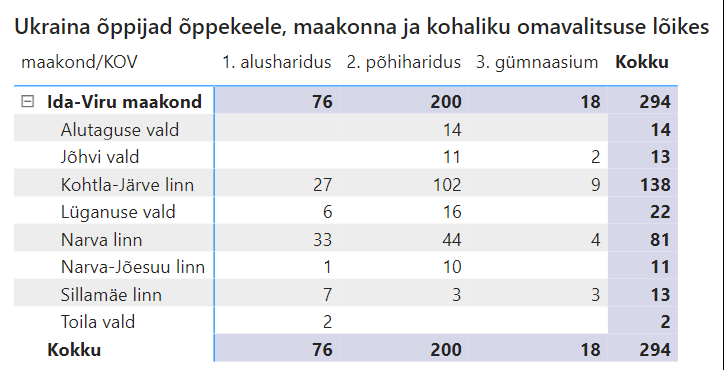 Ukraina õppijad õppekeele, maakonna ja kohaliku omavalitsuse lõikes
maakond/KOV 1. alusharidus 2. põhiharidus 3. gümnaasium Kokku
Ida-Viru maakond 76 200 18 294
Alutaguse vald 14 14
Jõhvi vald 11 2 13
Kohtla-Järve linn 27 102 9 138
Lüganuse vald 6 16 22
Narva linn 33 44 4 81
Narva-Jõesuu linn 1 10 11
Sillamäe linn 7 3 3 13
Toila vald 2 2
Kokku 76 200 18 294